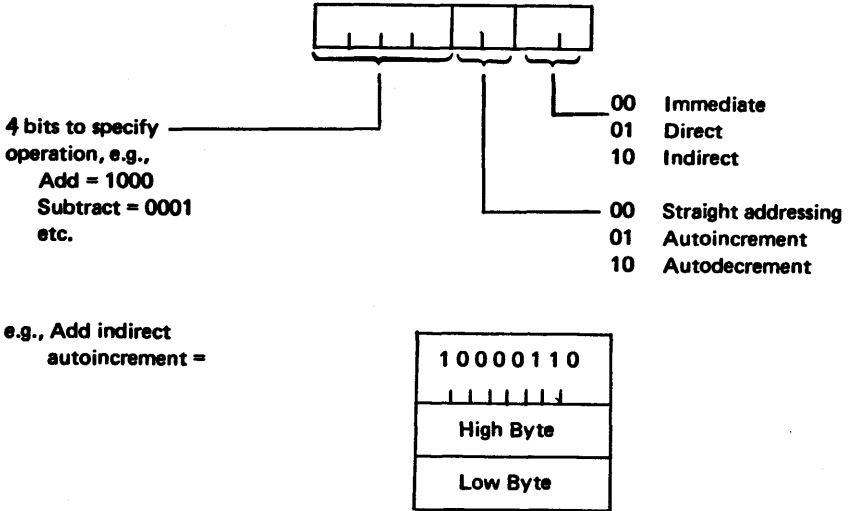 4 bits to specify
operation, e.g.,
Add = 1000
Subtract = 0001
etc.
00 Immediate
01 Direct
10 Indirect
00 Straight addressing
01 Autoincrement
10 Autodecrement
e.g., Add indirect
autoincrement =
10000110
High Byte
Low Byte